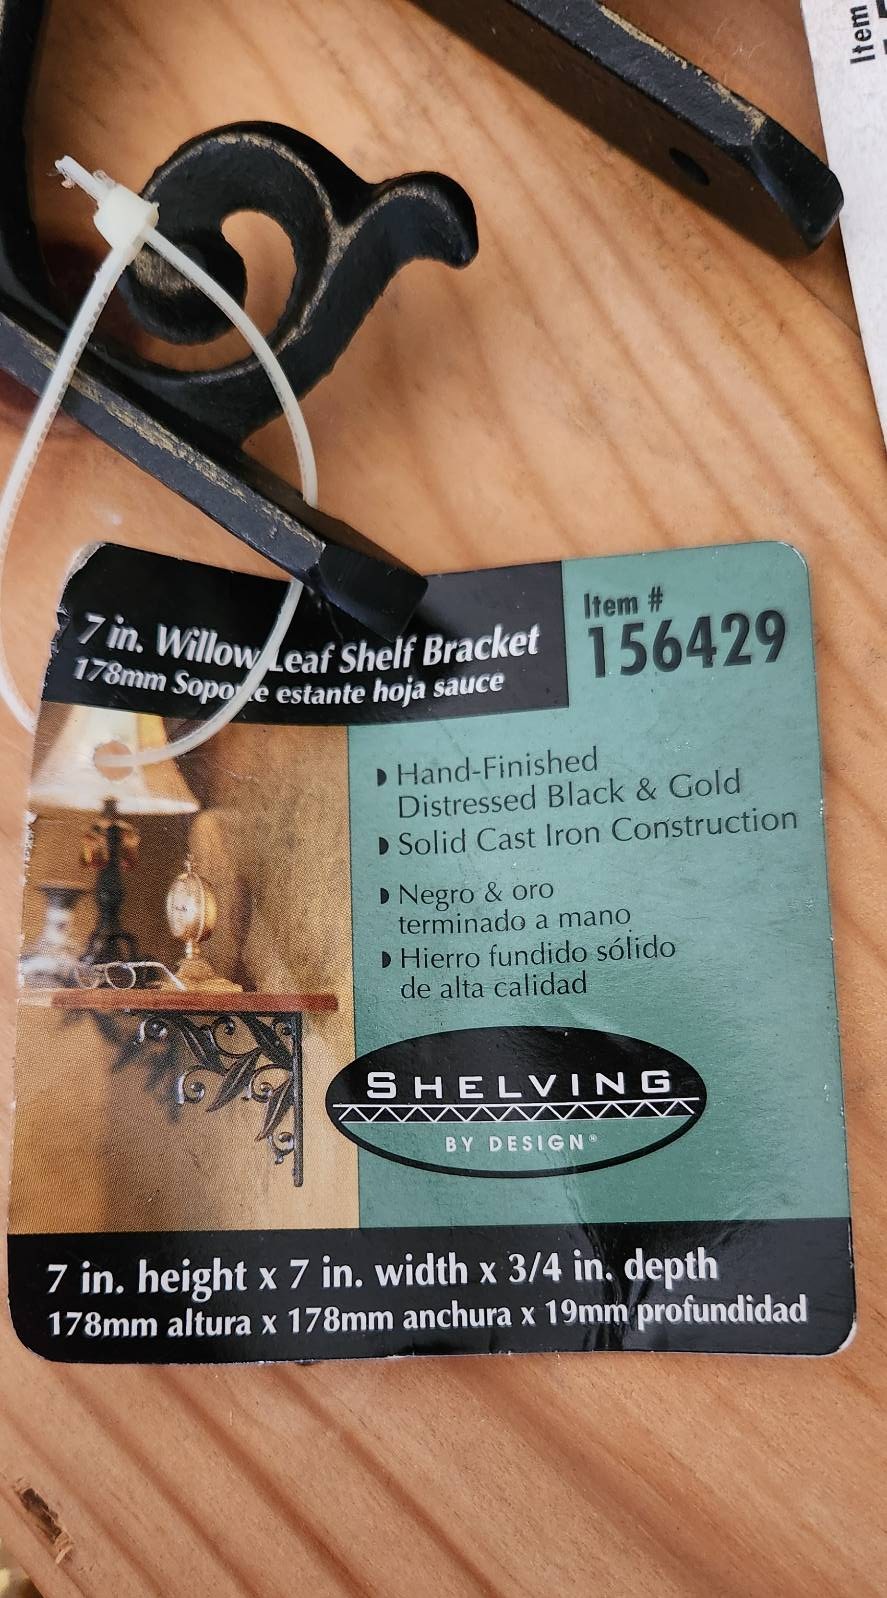 Item
7 in. Willow Leaf Shelf Bracket
178mm Soporte estante hoja sauce
Item #
156429
Hand-Finished
Distressed Black & Gold
Solid Cast Iron Construction
Negro & oro
terminado a mano
Hierro fundido sólido
de alta calidad
SHELVING
BY DESIGN®
7 in. height x 7 in. width x 3/4 in. depth
178mm altura x 178mm anchura x 19mm profundidad